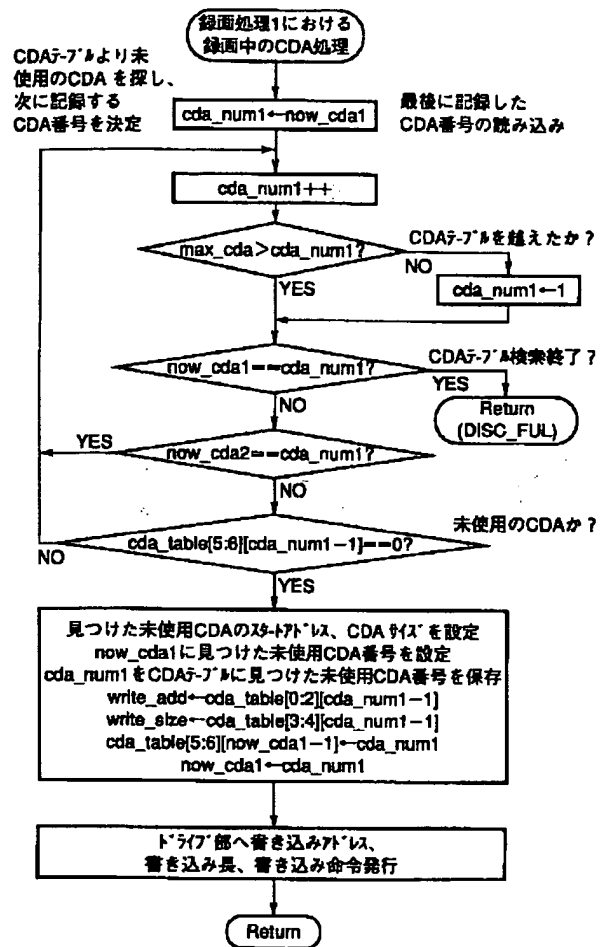 録画処理1における
録画中のCDA処理
CDAﾃｰﾌﾞﾙより未
使用のCDA を探し、
次に記録する
CDA番号を決定
cda_num1←now_cda1
最後に記録した
CDA番号の読み込み
cda_num1++
max_cda>cda_num1?
CDAﾃｰﾌﾞﾙを越えたか?
NO
cda_num1←1
YES
now_cda1==cda_num1?
CDAﾃｰﾌﾞﾙ検索終了?
YES
Return
(DISC_FUL)
NO
YES
now_cda2==cda_num1?
NO
未使用のCDAか?
NO
cda_table[5:6][cda_num1-1]==0?
YES
見つけた未使用CDAのｽﾀｰﾄｱﾄﾞﾚｽ、CDA ｻｲｽﾞを設定
now_cda1に見つけた未使用CDA番号を設定
cda_num1をCDAﾃｰﾌﾞﾙに見つけた未使用CDA番号を保存
write_add←cda_table[0:2][cda_num1-1]
write_size←cda_table[3:4][cda_num1-1]
cda_table[5:6][now_cda1-1]←cda_num1
now_cda1←cda_num1
ﾄﾞﾗｲﾌﾞ部へ書き込みｱﾄﾞﾚｽ、
書き込み長、書き込み命令発行
Return